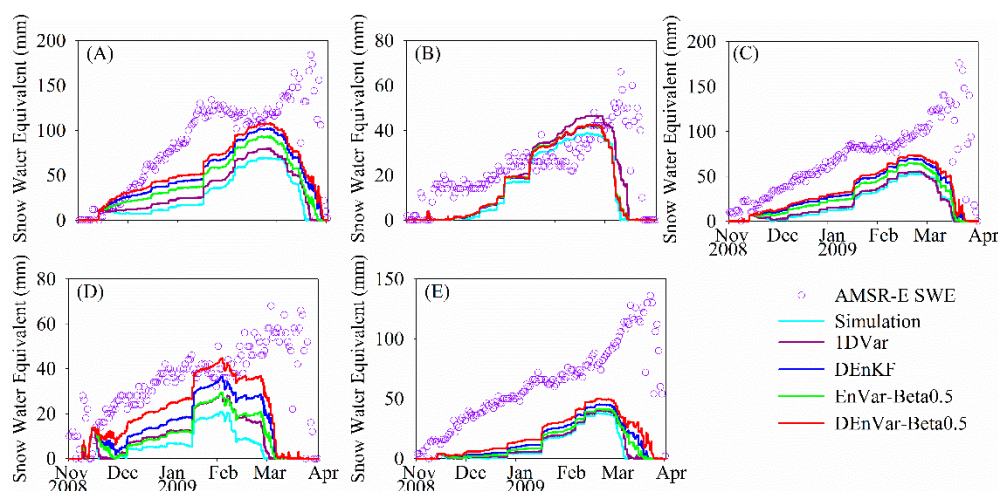 Snow Water Equivalent (mm)
200
150
100
50
0
(A)
Snow Water Equivalent (mm)
80
60
40
20
0
(B)
Snow Water Equivalent (mm)
200
150
100
50
0
(C)
Nov Dec Jan Feb Mar Apr
2008 2009
Snow Water Equivalent (mm)
80
60
40
20
0
(D)
Nov Dec Jan Feb Mar Apr
2008 2009
Snow Water Equivalent (mm)
150
100
50
0
(E)
Nov Dec Jan Feb Mar Apr
2008 2009
AMSR-E SWE
Simulation
1DVar
DEnKF
EnVar-Beta0.5
DEnVar-Beta0.5